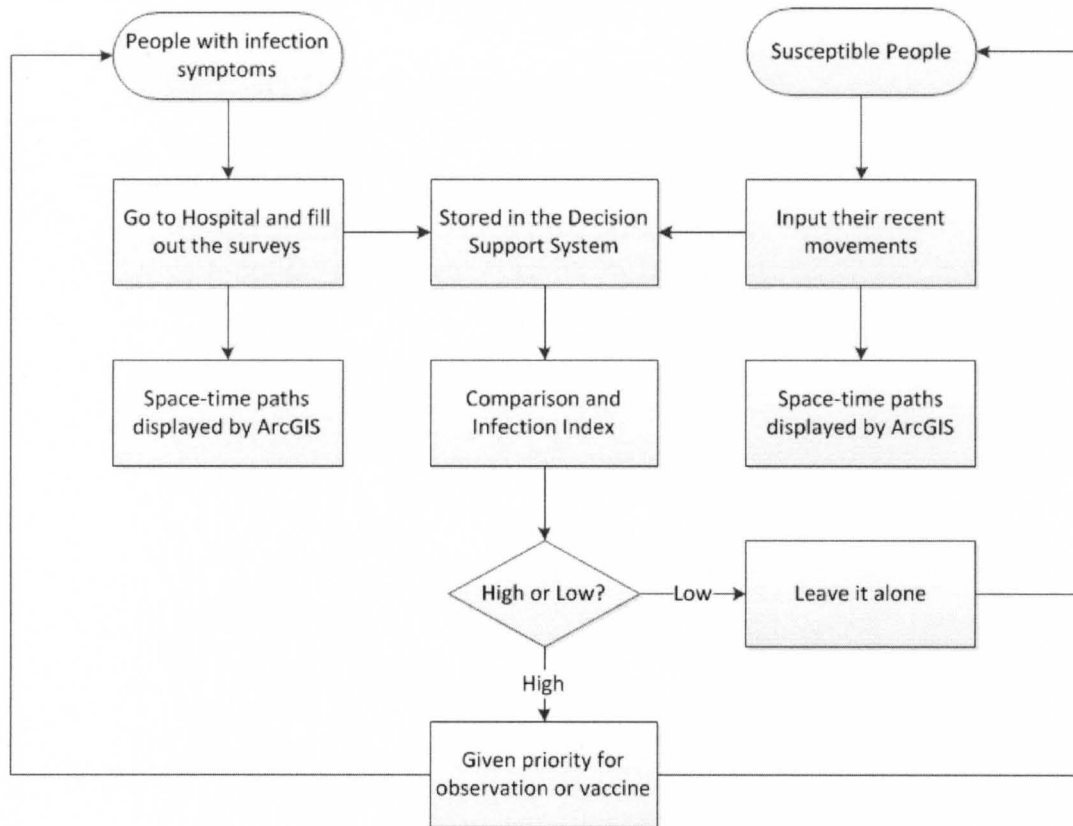 People with infection
symptoms
Susceptible People
Go to Hospital and fill
out the surveys
Stored in the Decision
Support System
Input their recent
movements
Space-time paths
displayed by ArcGIS
Comparison and
Infection Index
Space-time paths
displayed by ArcGIS
High or Low?
Low
Leave it alone
High
Given priority for
observation or vaccine